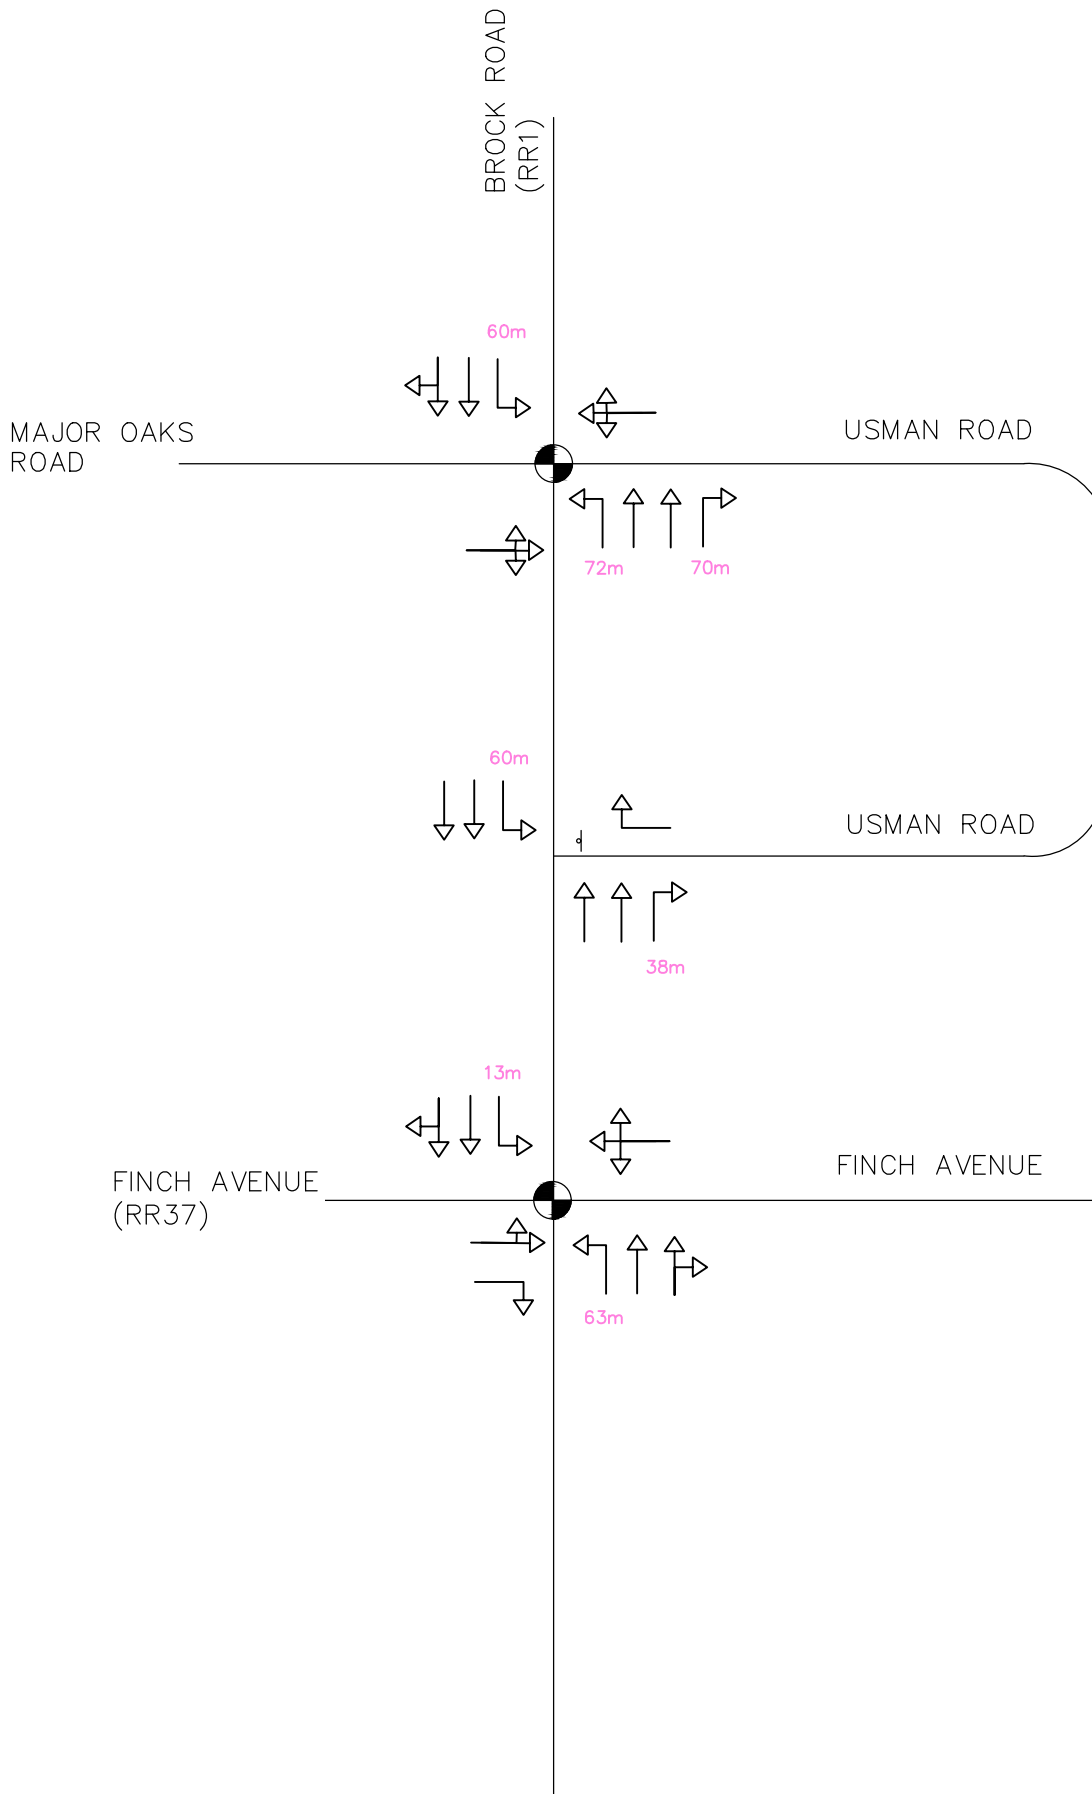 BROCK ROAD
(RR1)
60m
MAJOR OAKS
ROAD
USMAN ROAD
72m
70m
60m
USMAN ROAD
38m
13m
FINCH AVENUE
(RR37)
FINCH AVENUE
63m